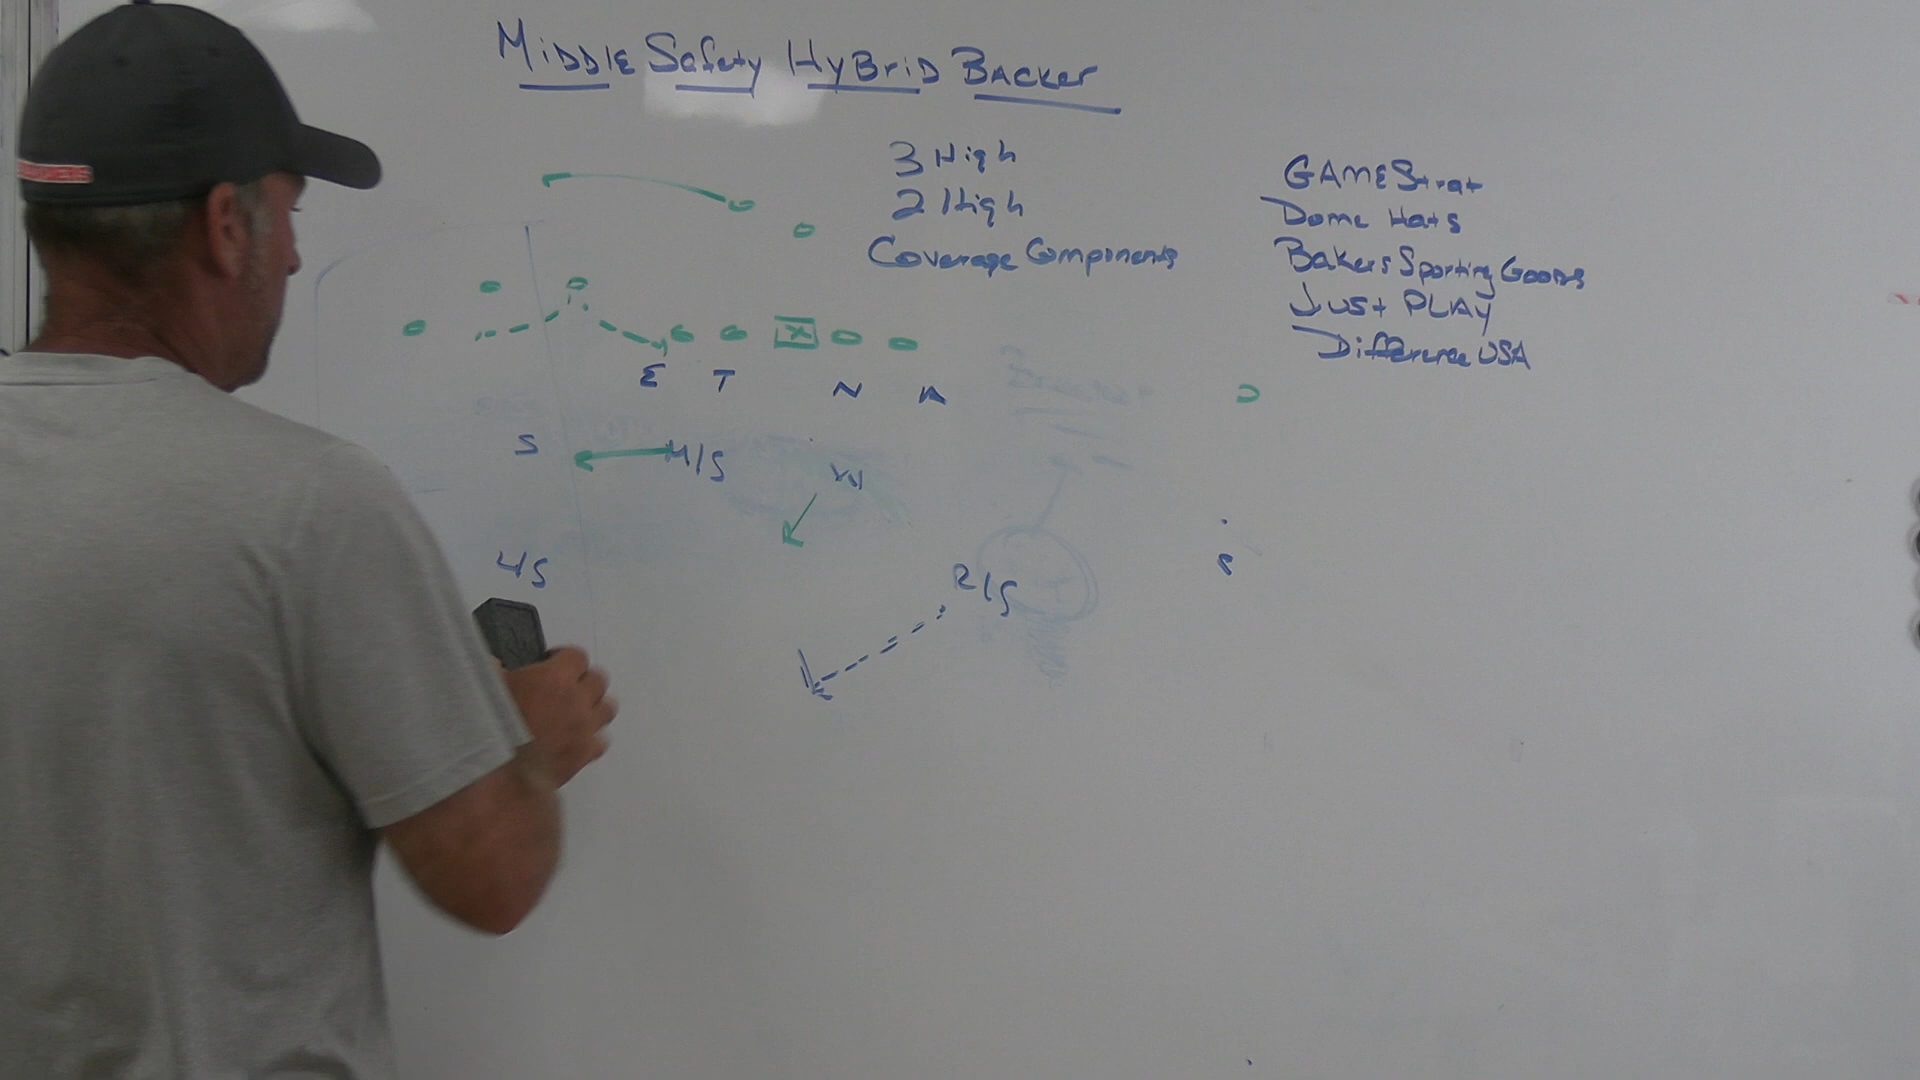 MIDDLE Safety HyBriD BAcker
3 High
2 High
Coverage Components
GAMEStrat
Dome Hats
Bakers Sporting Goods
Just PLAY
Difference USA
X
E T N A
S M/S W
R/S